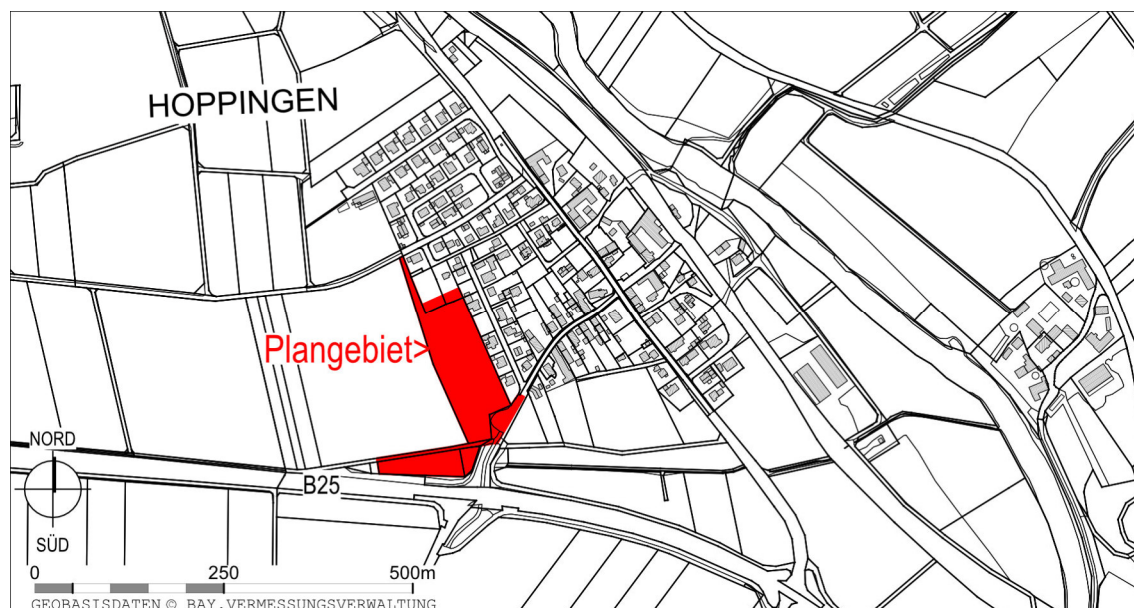 HOPPINGEN
Plangebiet>
NORD
B25
SÜD
0 250 500m
GEOBASISDATEN © BAY.VERMESSUNGSVERWALTUNG